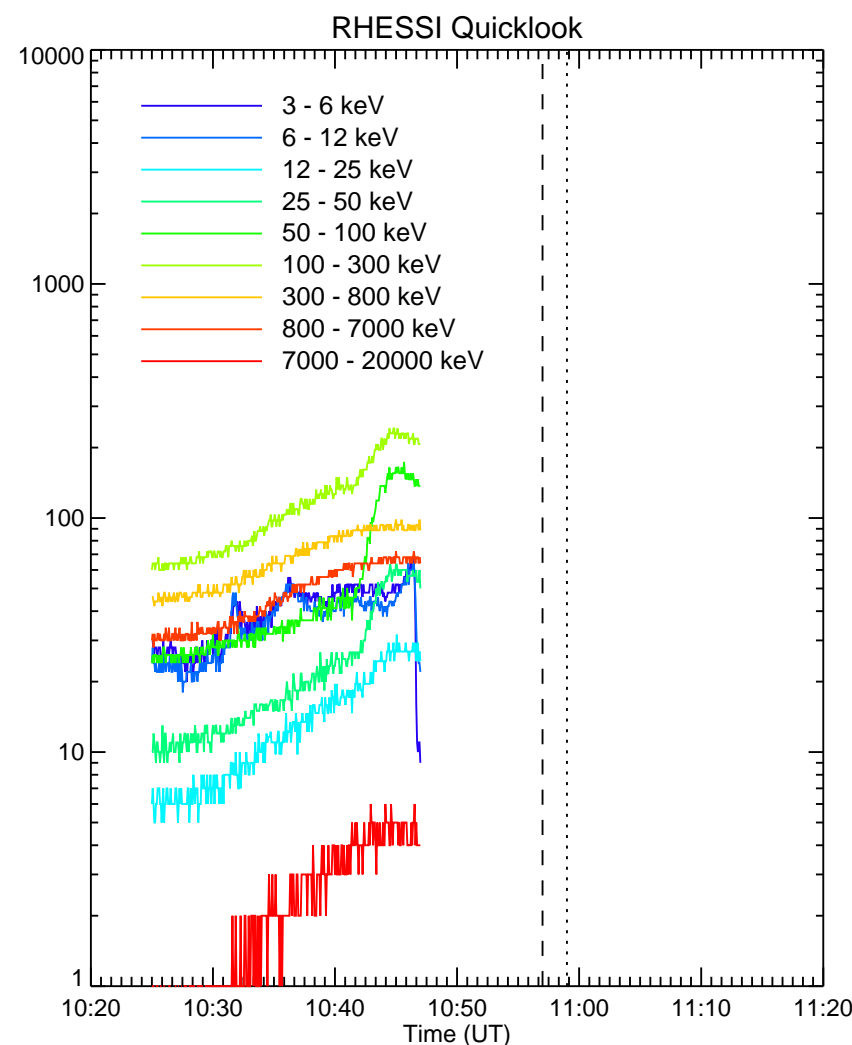 RHESSI Quicklook
10000
1000
100
10
1
3 - 6 keV
6 - 12 keV
12 - 25 keV
25 - 50 keV
50 - 100 keV
100 - 300 keV
300 - 800 keV
800 - 7000 keV
7000 - 20000 keV
10:20 10:30 10:40 10:50 11:00 11:10 11:20
Time (UT)